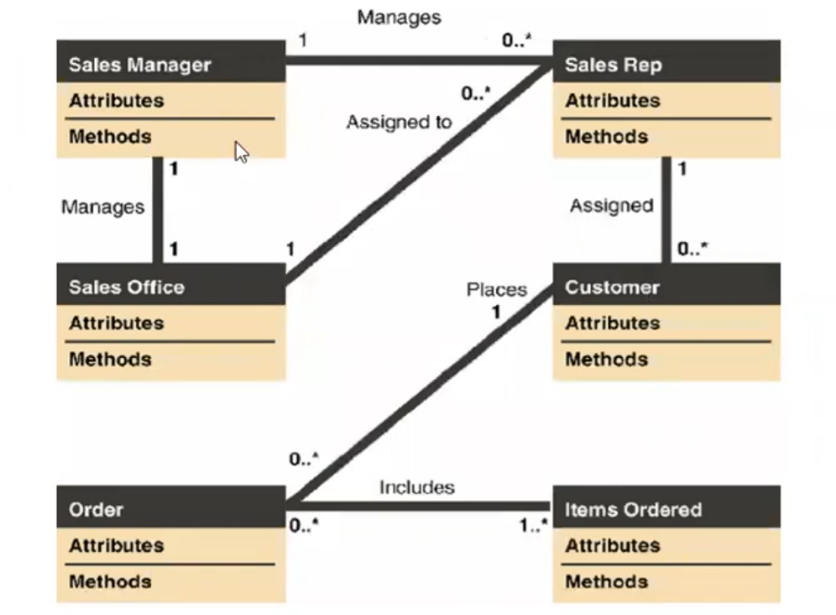 Manages
1
0..*
Sales Manager
Attributes
Methods
Sales Rep
Attributes
Methods
0..*
Assigned to
1
Manages
1
1
Assigned
0..*
1
Sales Office
Attributes
Methods
Places
1
Customer
Attributes
Methods
0..*
Includes
0..*
1..*
Order
Attributes
Methods
Items Ordered
Attributes
Methods